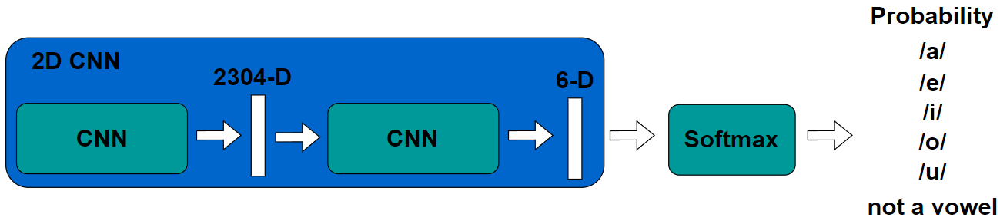 2D CNN
CNN
2304-D
CNN
6-D
Softmax
Probability
/a/
/e/
/i/
/o/
/u/
not a vowel